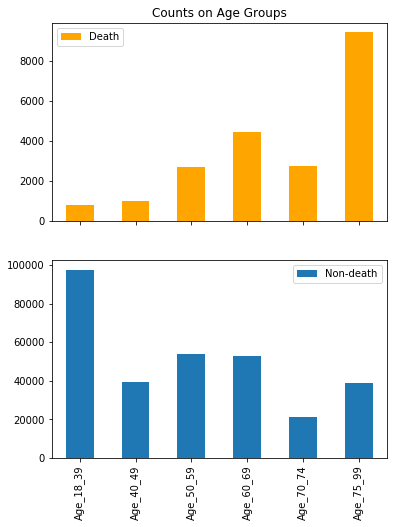 Counts on Age Groups
Death
8000
6000
4000
2000
0
Non-death
100000
80000
60000
40000
20000
0
Age_18_39
Age_40_49
Age_50_59
Age_60_69
Age_70_74
Age_75_99